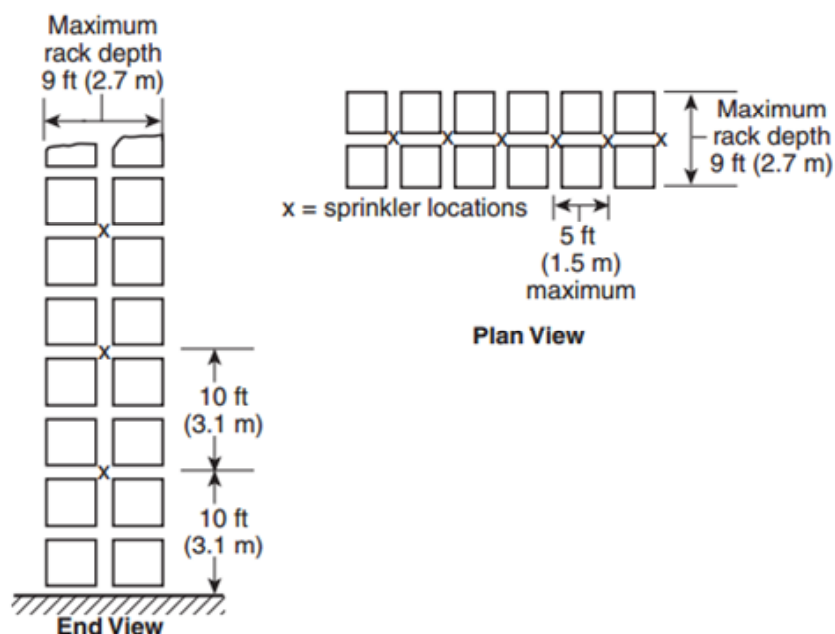 Maximum
rack depth
9 ft (2.7 m)
x
x
x
10 ft
(3.1 m)
10 ft
(3.1 m)
End View
x x x x x x
Maximum
rack depth
9 ft (2.7 m)
x = sprinkler locations
5 ft
(1.5 m)
maximum
Plan View